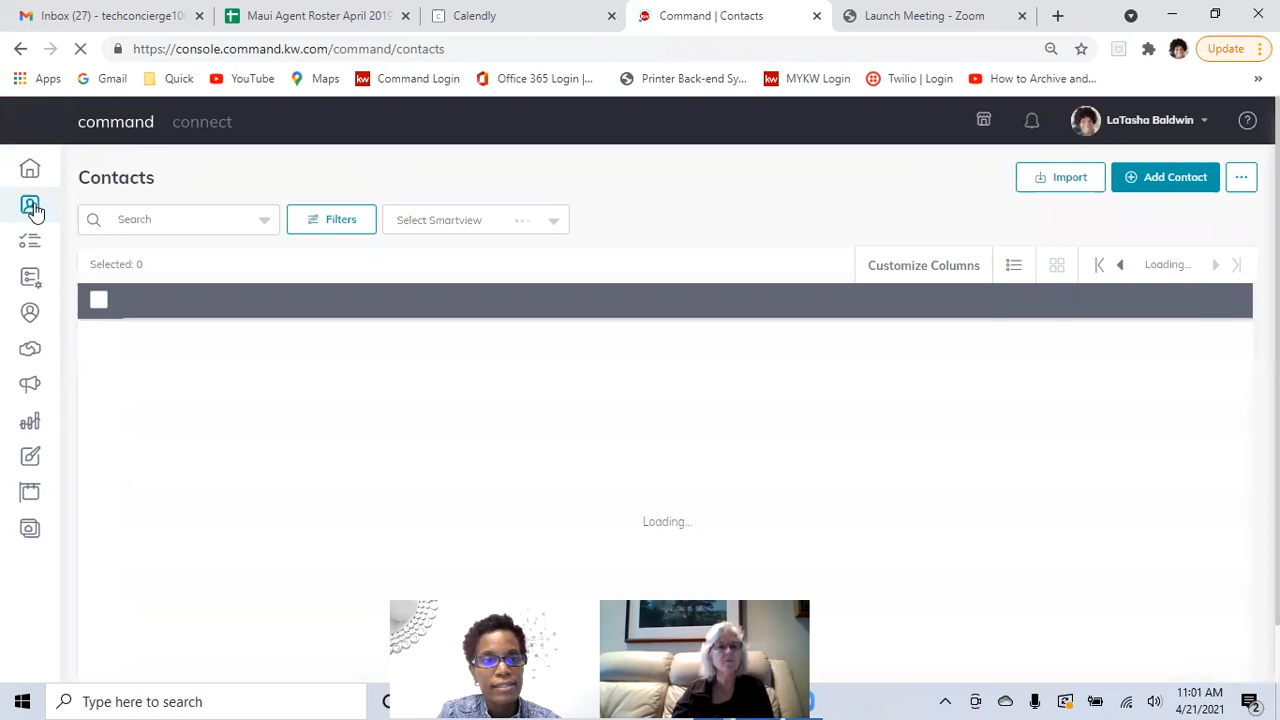 Inbox (27) - techconcierge10
Maui Agent Roster April 2019
Calendly
Command | Contacts
Launch Meeting - Zoom
https://console.command.kw.com/command/contacts
Update
Apps
Gmail
Quick
YouTube
Maps
Command Login
Office 365 Login |...
Printer Back-end Sy...
MYKW Login
Twilio | Login
How to Archive and...
command connect
LaTasha Baldwin
Contacts
Import
Add Contact
Search
Filters
Select Smartview
Selected: 0
Customize Columns
Loading...
Loading...
Type here to search
11:01 AM
4/21/2021
2